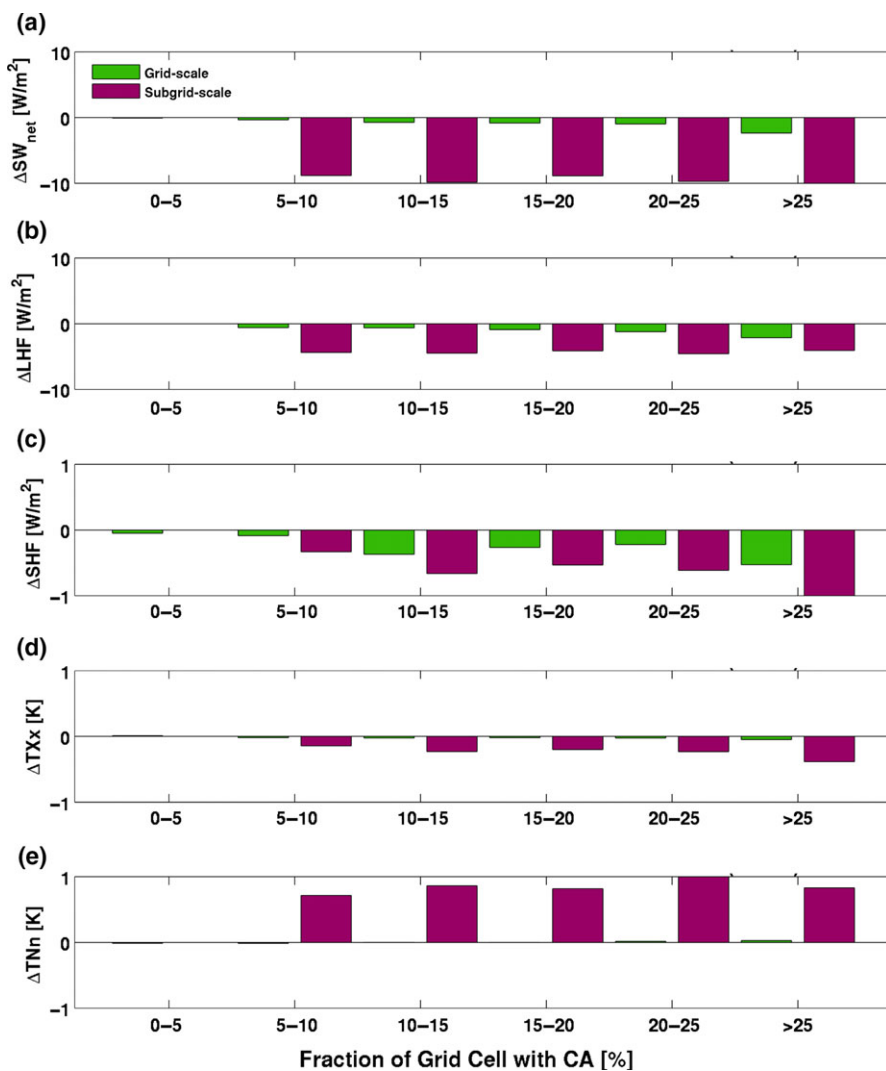 (a)
ΔSWnet [W/m²]
10
0
−10
Grid-scale
Subgrid-scale
0−5 5−10 10−15 15−20 20−25 >25
(b)
ΔLHF [W/m²]
10
0
−10
0−5 5−10 10−15 15−20 20−25 >25
(c)
ΔSHF [W/m²]
1
0
−1
0−5 5−10 10−15 15−20 20−25 >25
(d)
ΔTXx [K]
1
0
−1
0−5 5−10 10−15 15−20 20−25 >25
(e)
ΔTNn [K]
1
0
−1
0−5 5−10 10−15 15−20 20−25 >25
Fraction of Grid Cell with CA [%]